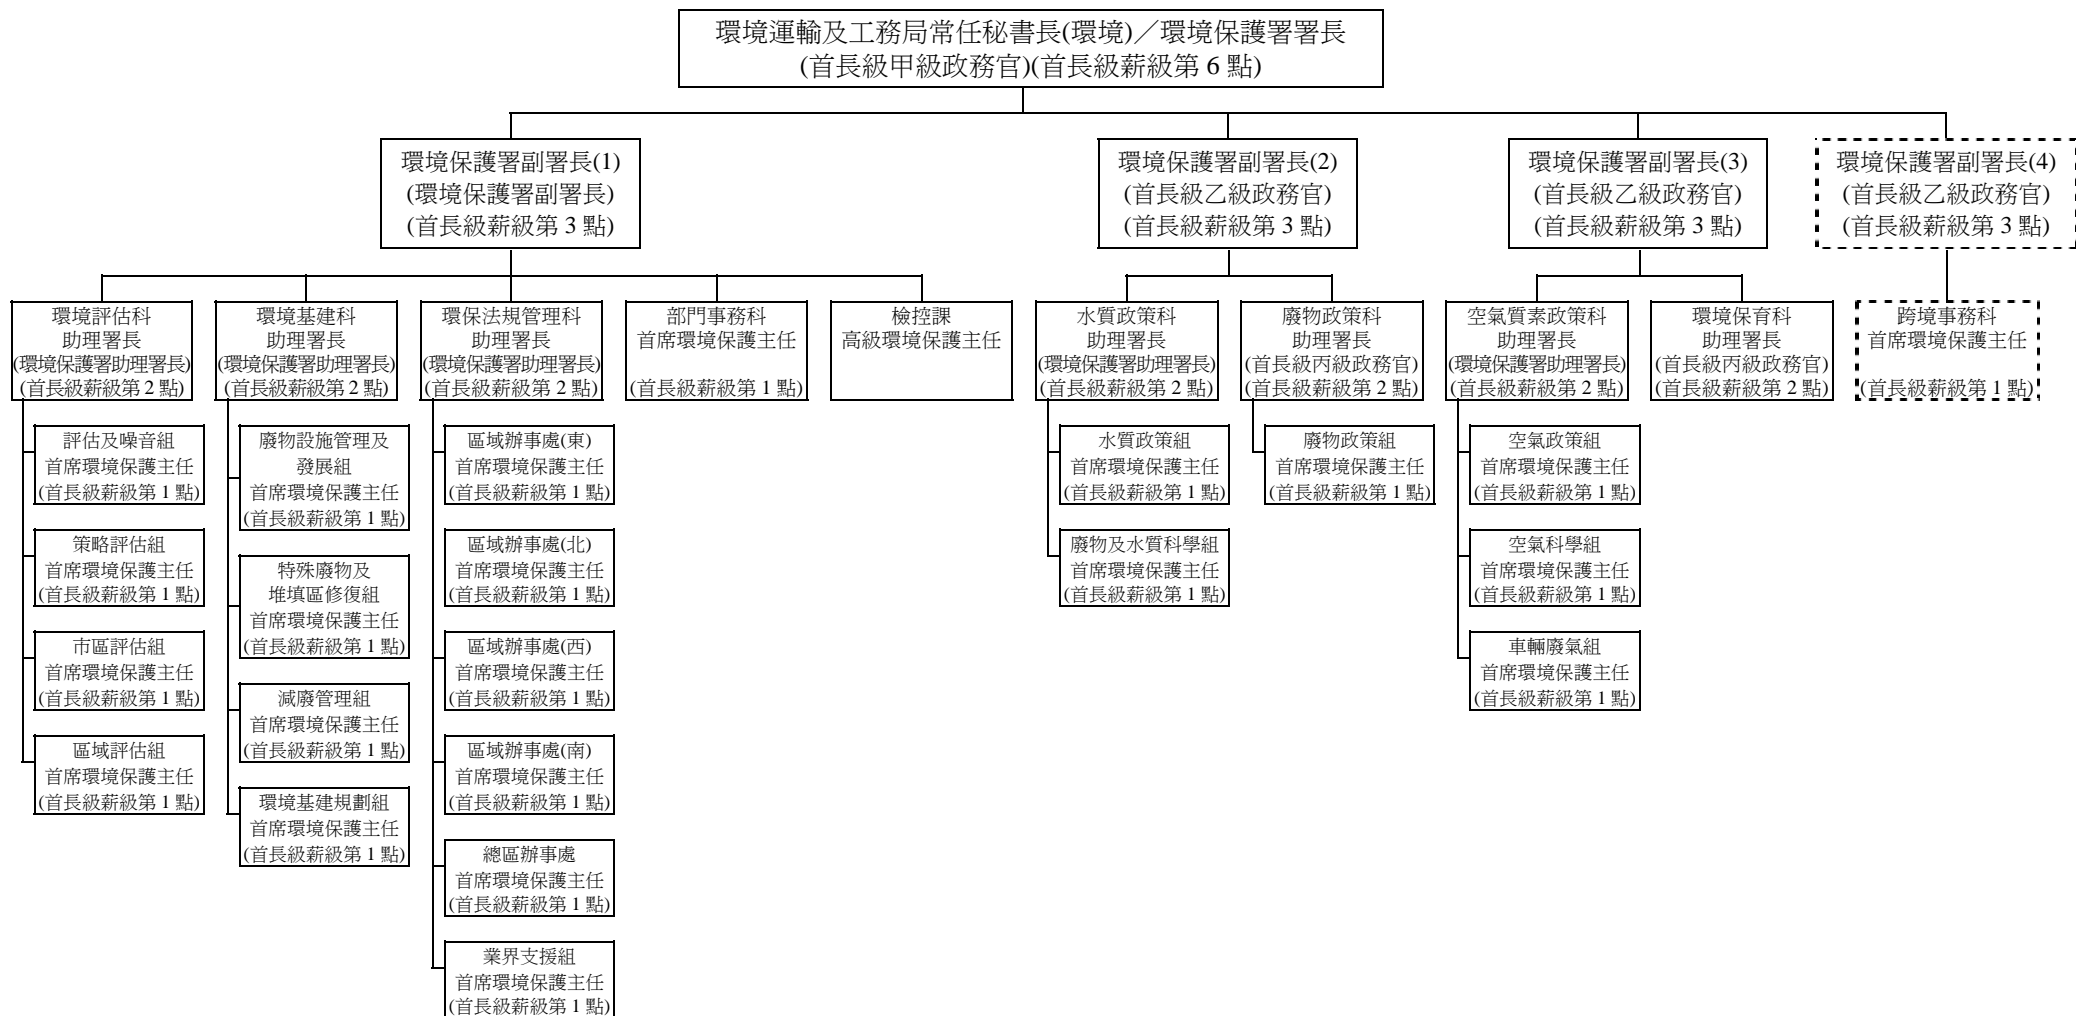 環境運輸及工務局常任秘書長(環境)／環境保護署署長
(首長級甲級政務官)(首長級薪級第 6 點)
環境保護署副署長(1)
(環境保護署副署長)
(首長級薪級第 3 點)
環境保護署副署長(2)
(首長級乙級政務官)
(首長級薪級第 3 點)
環境保護署副署長(3)
(首長級乙級政務官)
(首長級薪級第 3 點)
環境保護署副署長(4)
(首長級乙級政務官)
(首長級薪級第 3 點)
環境評估科
助理署長
(環境保護署助理署長)
(首長級薪級第 2 點)
環境基建科
助理署長
(環境保護署助理署長)
(首長級薪級第 2 點)
環保法規管理科
助理署長
(環境保護署助理署長)
(首長級薪級第 2 點)
部門事務科
首席環境保護主任
(首長級薪級第 1 點)
檢控課
高級環境保護主任
水質政策科
助理署長
(環境保護署助理署長)
(首長級薪級第 2 點)
廢物政策科
助理署長
(首長級丙級政務官)
(首長級薪級第 2 點)
空氣質素政策科
助理署長
(環境保護署助理署長)
(首長級薪級第 2 點)
環境保育科
助理署長
(首長級丙級政務官)
(首長級薪級第 2 點)
跨境事務科
首席環境保護主任
(首長級薪級第 1 點)
評估及噪音組
首席環境保護主任
(首長級薪級第 1 點)
策略評估組
首席環境保護主任
(首長級薪級第 1 點)
市區評估組
首席環境保護主任
(首長級薪級第 1 點)
區域評估組
首席環境保護主任
(首長級薪級第 1 點)
廢物設施管理及
發展組
首席環境保護主任
(首長級薪級第 1 點)
特殊廢物及
堆填區修復組
首席環境保護主任
(首長級薪級第 1 點)
減廢管理組
首席環境保護主任
(首長級薪級第 1 點)
環境基建規劃組
首席環境保護主任
(首長級薪級第 1 點)
區域辦事處(東)
首席環境保護主任
(首長級薪級第 1 點)
區域辦事處(北)
首席環境保護主任
(首長級薪級第 1 點)
區域辦事處(西)
首席環境保護主任
(首長級薪級第 1 點)
區域辦事處(南)
首席環境保護主任
(首長級薪級第 1 點)
總區辦事處
首席環境保護主任
(首長級薪級第 1 點)
業界支援組
首席環境保護主任
(首長級薪級第 1 點)
水質政策組
首席環境保護主任
(首長級薪級第 1 點)
廢物及水質科學組
首席環境保護主任
(首長級薪級第 1 點)
廢物政策組
首席環境保護主任
(首長級薪級第 1 點)
空氣政策組
首席環境保護主任
(首長級薪級第 1 點)
空氣科學組
首席環境保護主任
(首長級薪級第 1 點)
車輛廢氣組
首席環境保護主任
(首長級薪級第 1 點)